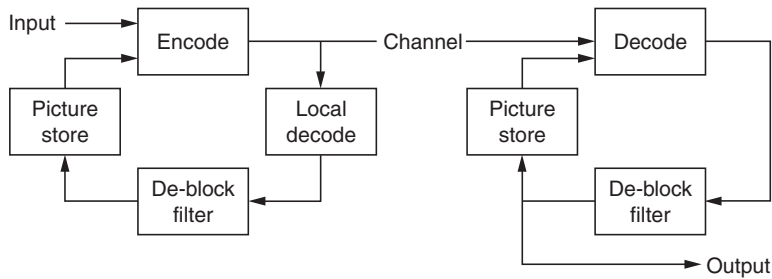 Input
Encode
Channel
Decode
Picture
store
Local
decode
Picture
store
De-block
filter
De-block
filter
Output